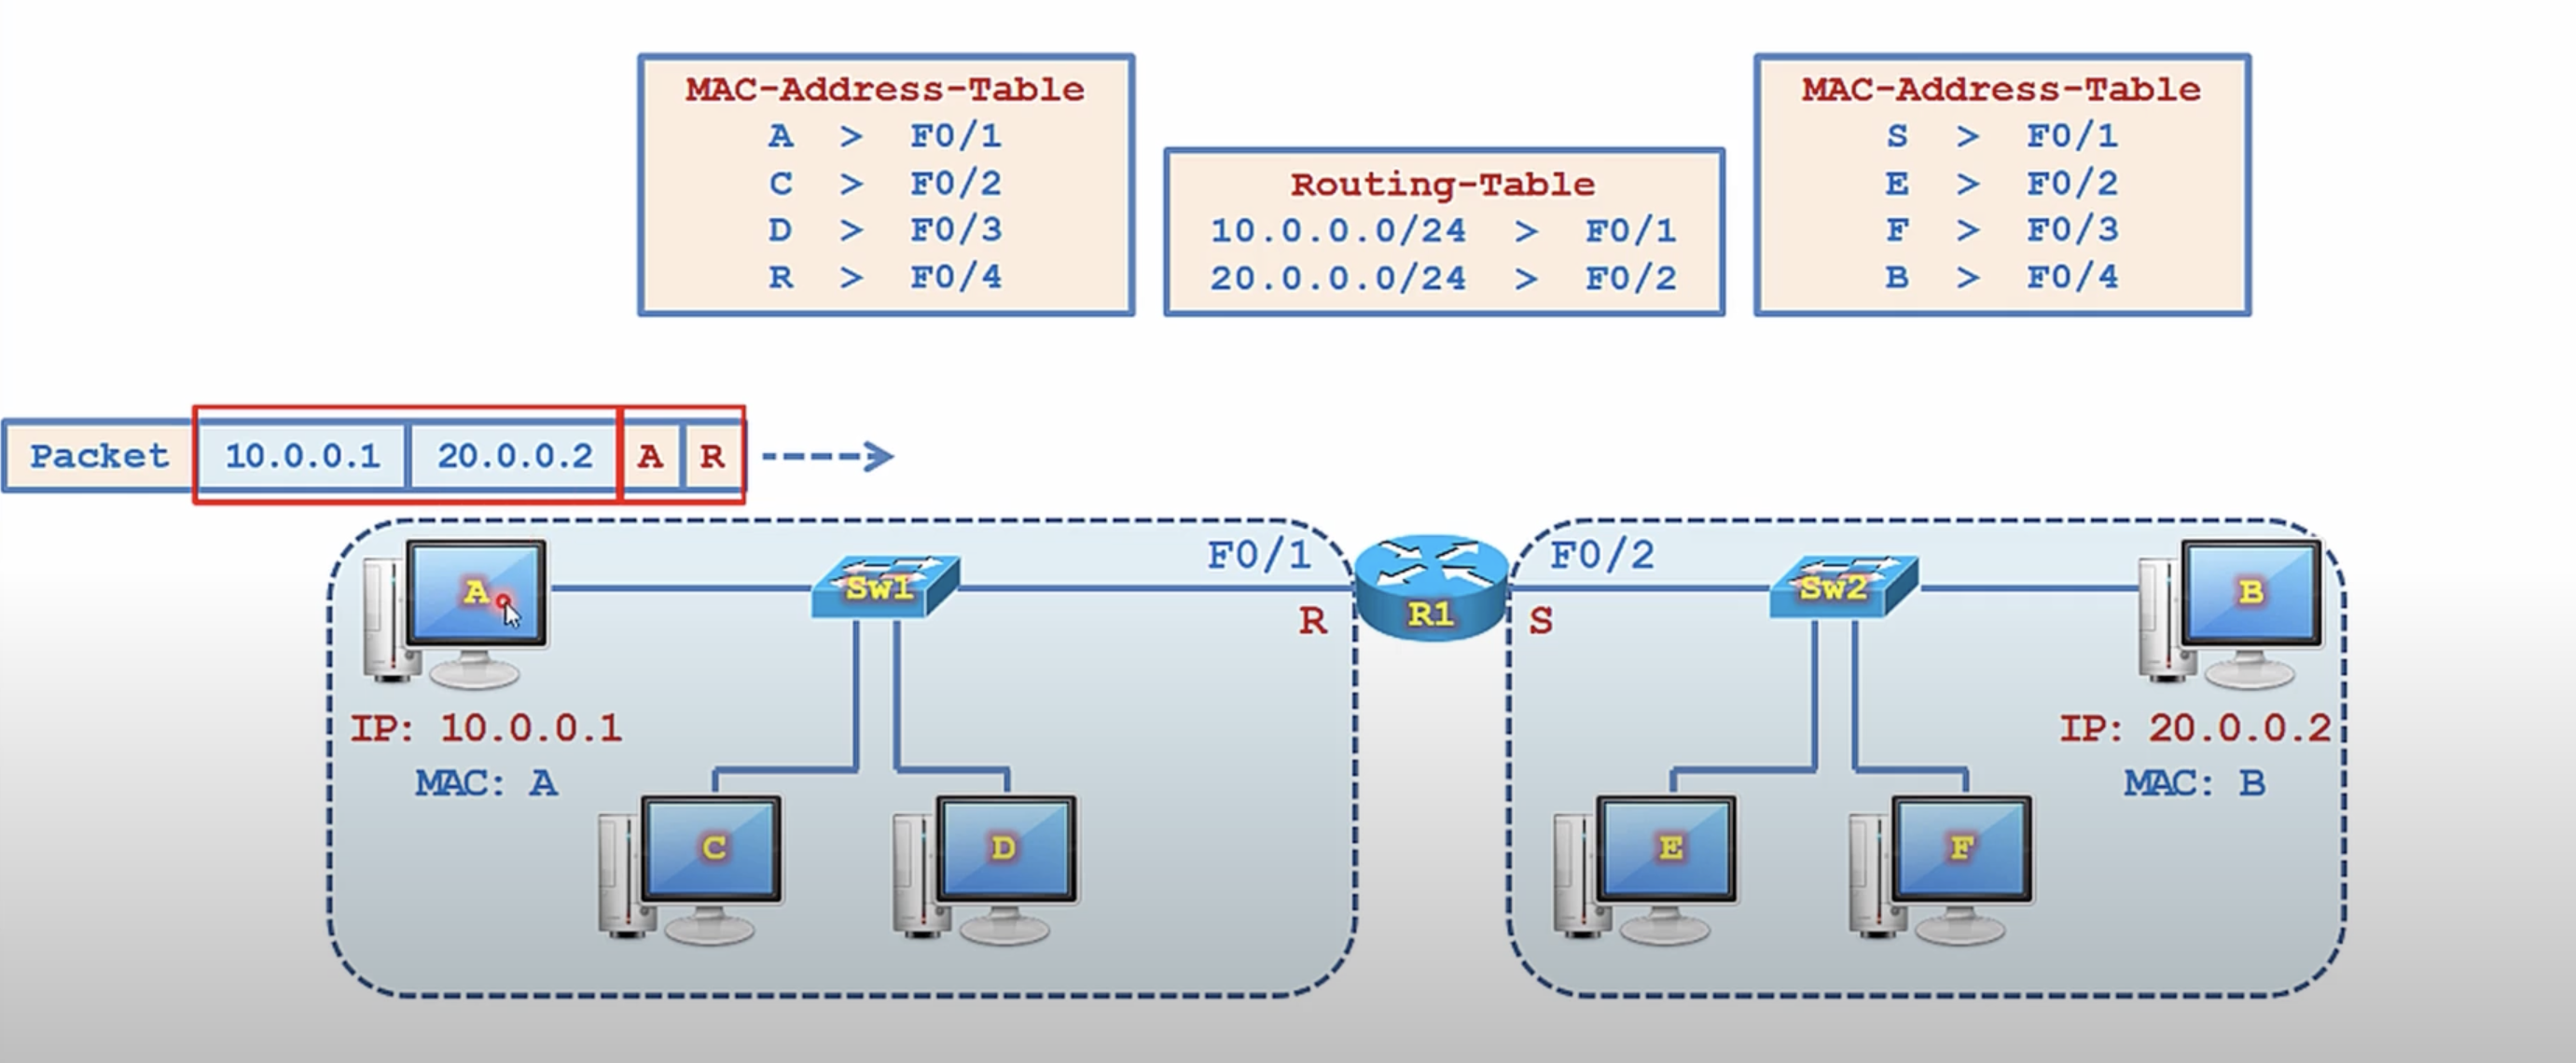 MAC-Address-Table
A > F0/1
C > F0/2
D > F0/3
R > F0/4
Routing-Table
10.0.0.0/24 > F0/1
20.0.0.0/24 > F0/2
MAC-Address-Table
S > F0/1
E > F0/2
F > F0/3
B > F0/4
Packet 10.0.0.1 20.0.0.2 A R
F0/1
F0/2
A
Sw1
R
R1
S
Sw2
B
IP: 10.0.0.1
MAC: A
IP: 20.0.0.2
MAC: B
C
D
E
F